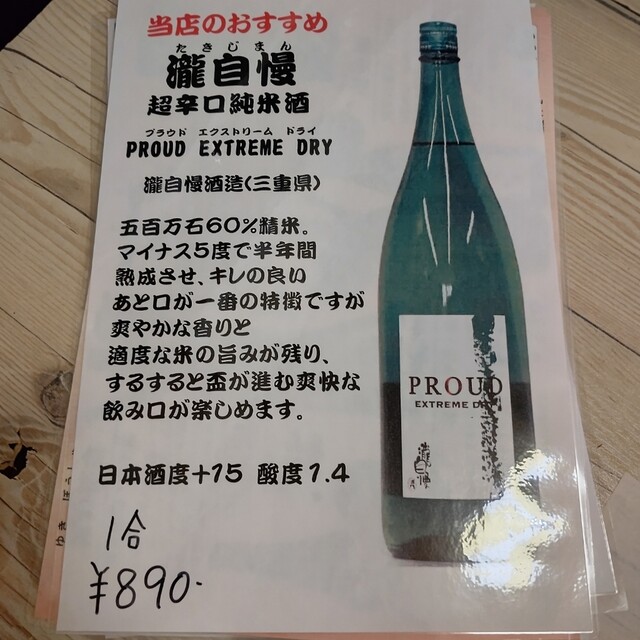 当店のおすすめ
たきじまん
瀧自慢
超辛口純米酒
プラウド エクストリーム ドライ
PROUD EXTREME DRY
瀧自慢酒造(三重県)
五百万石60%精米。
マイナス5度で半年間
熟成させ、キレの良い
あと口が一番の特徴ですが
爽やかな香りと
適度な米の旨みが残り、
するすると盃が進む爽快な
飲み口が楽しめます。
日本酒度+15 酸度1.4
1合
¥890-
PROUD
EXTREME DRY
瀧自慢